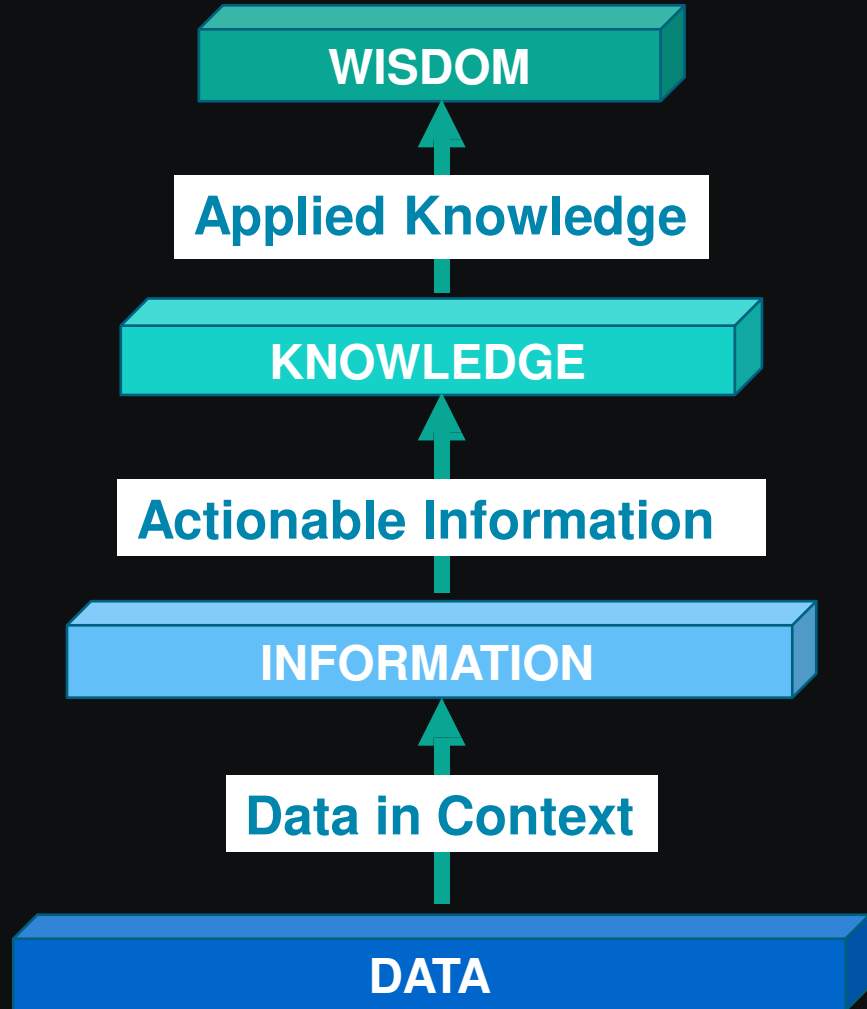 WISDOM
Applied Knowledge
KNOWLEDGE
Actionable Information
INFORMATION
Data in Context
DATA